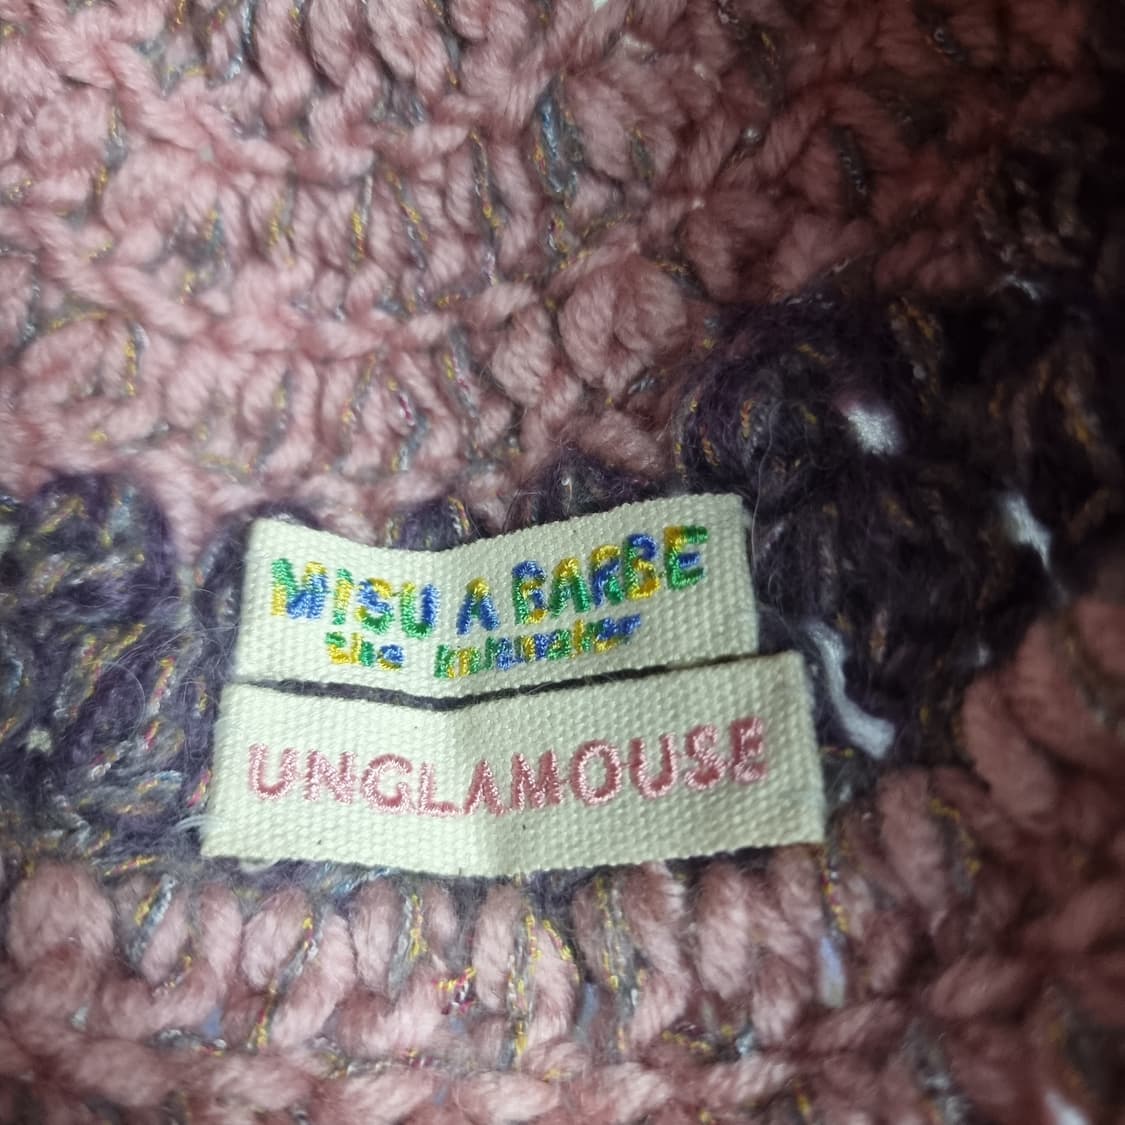 MISU A BARBE
the knitmaker
UNGLAMOUSE